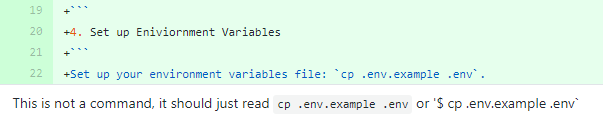 19 +```
20 +4. Set up Eniviornment Variables
21 +```
22 +Set up your environment variables file: `cp .env.example .env`.
This is not a command, it should just read cp .env.example .env or '$ cp .env.example .env`